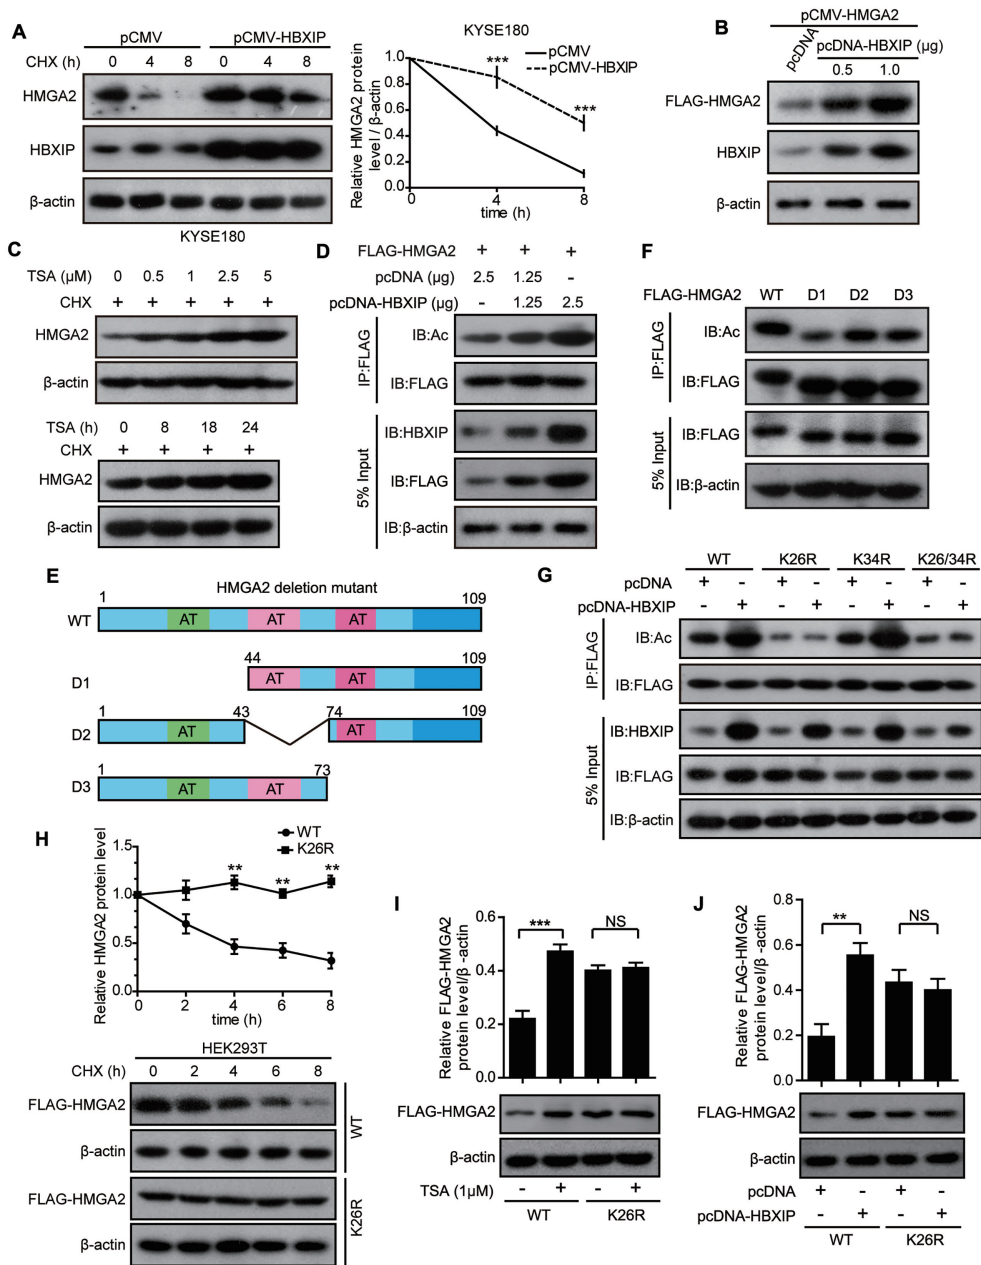 A
pCMV pCMV-HBXIP
CHX (h) 0 4 8 0 4 8
HMGA2
HBXIP
β-actin
KYSE180
KYSE180
pCMV
pCMV-HBXIP
Relative HMGA2 protein level / β-actin
1.0
0.8
0.6
0.4
0.2
0.0
***
***
0 4 8
time (h)
B
pCMV-HMGA2
pcDNA
pcDNA-HBXIP (μg)
0.5 1.0
FLAG-HMGA2
HBXIP
β-actin
C
TSA (μM) 0 0.5 1 2.5 5
CHX + + + + +
HMGA2
β-actin
TSA (h) 0 8 18 24
CHX + + + +
HMGA2
β-actin
D
FLAG-HMGA2 + + +
pcDNA (μg) 2.5 1.25 -
pcDNA-HBXIP (μg) - 1.25 2.5
IP:FLAG
IB:Ac
IB:FLAG
5% Input
IB:HBXIP
IB:FLAG
IB:β-actin
F
FLAG-HMGA2 WT D1 D2 D3
IP:FLAG
IB:Ac
IB:FLAG
5% Input
IB:FLAG
IB:β-actin
E
HMGA2 deletion mutant
1 109
WT AT AT AT
44 109
D1 AT AT
1 43 74 109
D2 AT AT
1 73
D3 AT AT
G
WT K26R K34R K26/34R
pcDNA + - + - + - + -
pcDNA-HBXIP - + - + - + - +
IP:FLAG
IB:Ac
IB:FLAG
5% Input
IB:HBXIP
IB:FLAG
IB:β-actin
H
WT
K26R
Relative HMGA2 protein level
1.5
1.0
0.5
0.0
** ** **
0 2 4 6 8
time (h)
HEK293T
CHX (h) 0 2 4 6 8
FLAG-HMGA2
β-actin
WT
FLAG-HMGA2
β-actin
K26R
I
Relative FLAG-HMGA2 protein level/β -actin
0.6
0.4
0.2
0.0
*** NS
FLAG-HMGA2
β-actin
TSA (1μM) - + - +
WT K26R
J
Relative FLAG-HMGA2 protein level/β -actin
0.8
0.6
0.4
0.2
0.0
** NS
FLAG-HMGA2
β-actin
pcDNA + - + -
pcDNA-HBXIP - + - +
WT K26R